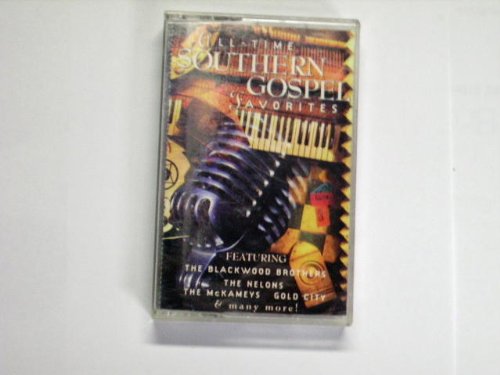 ALL-TIME
SOUTHERN
GOSPEL
FAVORITES
FEATURING
THE BLACKWOOD BROTHERS
THE NELONS
THE McKAMEYS GOLD CITY
& many more!